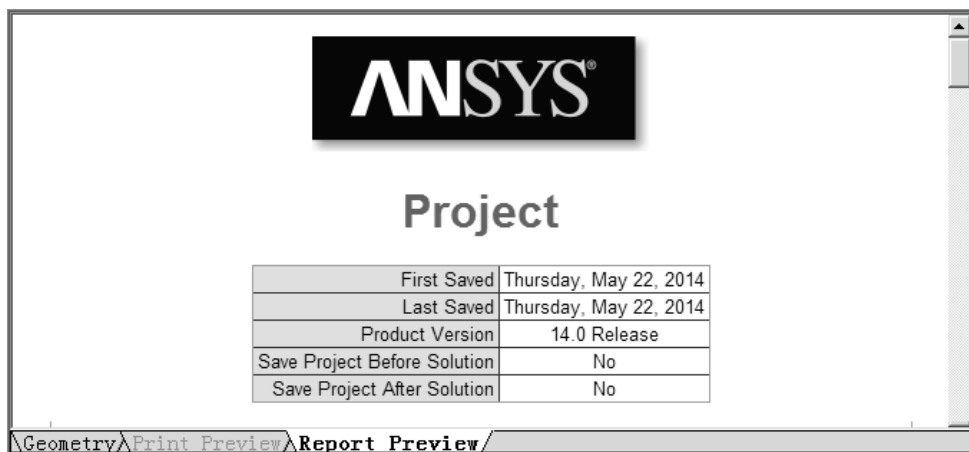 ANSYS®
Project
First Saved Thursday, May 22, 2014
Last Saved Thursday, May 22, 2014
Product Version 14.0 Release
Save Project Before Solution No
Save Project After Solution No
Geometry Print Preview Report Preview